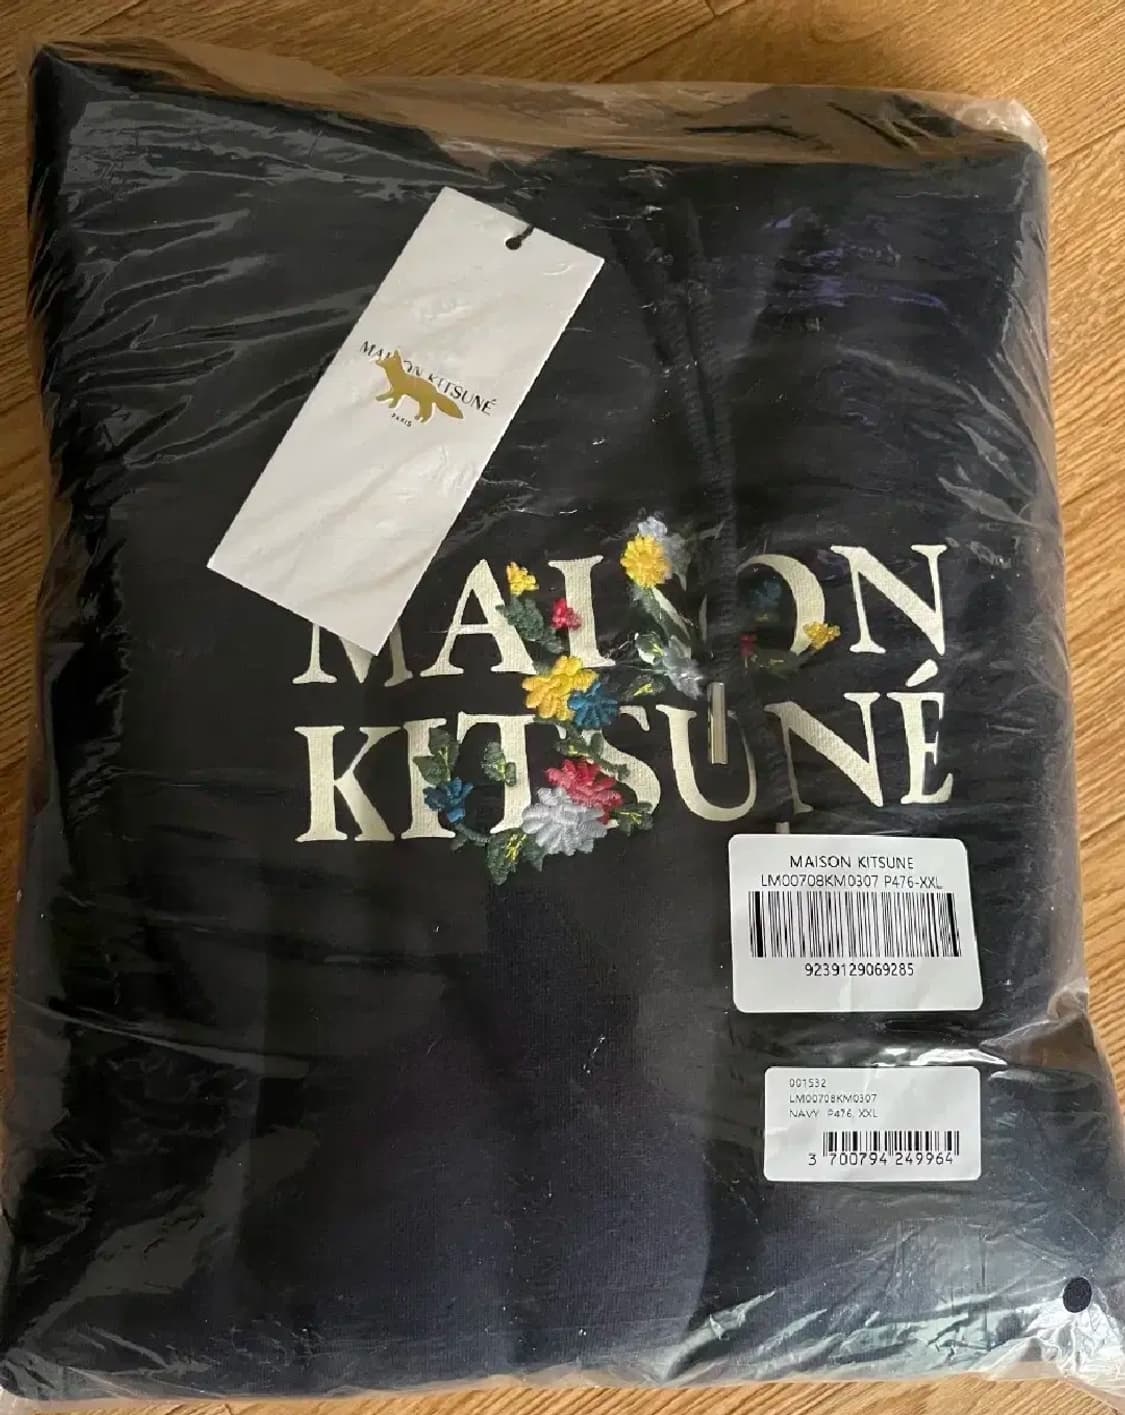 MAISON KITSUNÉ
PARIS
MAISON
KITSUNÉ
MAISON KITSUNE
LM00708KM0307 P476-XXL
9239129069285
001532
LM00708KM0307
NAVY P476, XXL
3 700794 249964